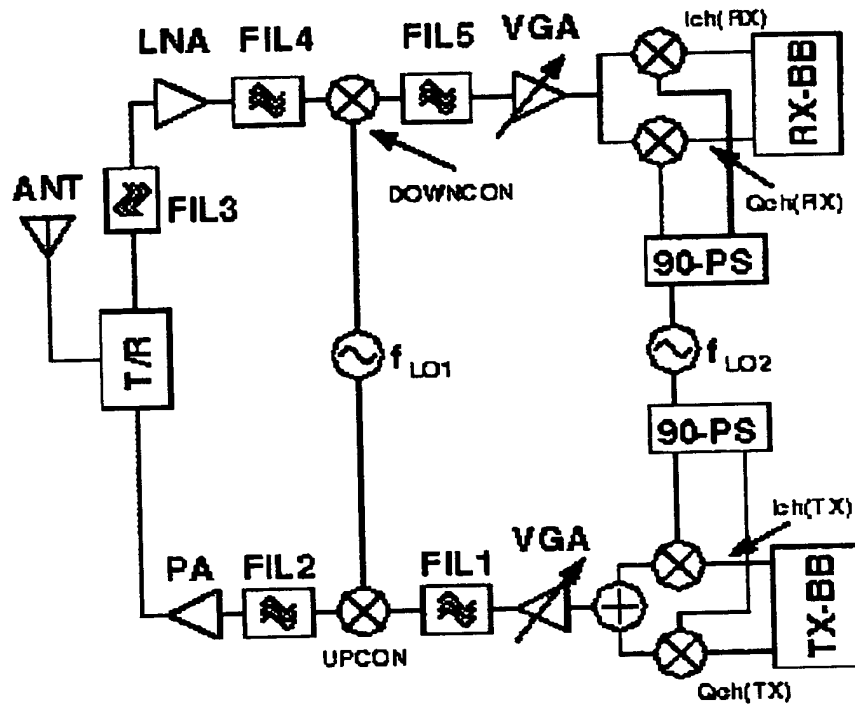 Ich(RX)
LNA
FIL4
FIL5
VGA
RX-BB
DOWNCON
Qch(RX)
ANT
FIL3
90-PS
T/R
f LO1
f LO2
90-PS
Ich(TX)
PA
FIL2
FIL1
VGA
TX-BB
UPCON
Qch(TX)